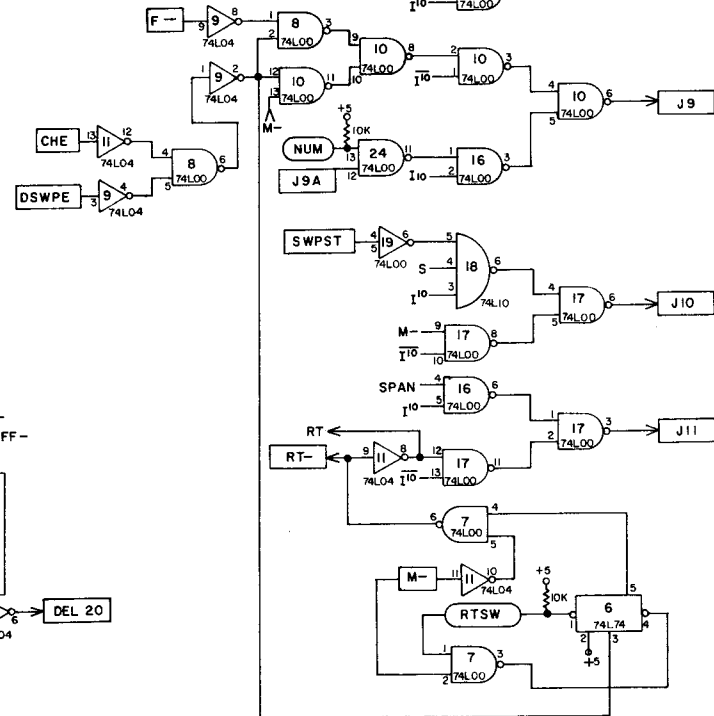 I10
74L00
F-
9
9
8
74L04
1
2
8
3
74L00
1
9
2
74L04
12
13
10
11
74L00
M-
9
10
10
8
74L00
2
1
I10
10
3
74L00
4
5
10
6
74L00
J9
+5
10K
NUM
J9A
13
12
24
11
74L00
1
2
I10
16
3
74L00
CHE
13
11
12
74L04
DSWPE
3
9
4
74L04
4
5
8
6
74L00
SWPST
4
5
19
6
74L00
5
4
3
S
I10
18
6
74L10
M-
9
I10
10
17
8
74L00
4
5
17
6
74L00
J10
SPAN
4
I10
5
16
6
74L00
1
2
17
3
74L00
J11
RT
RT-
9
11
8
74L04
12
13
I10
17
11
74L00
FF-
6
7
4
5
74L00
M-
11
11
10
74L04
RTSW
+5
10K
6
74L74
1
2
3
4
5
+5
1
2
7
3
74L00
6
04
DEL 20